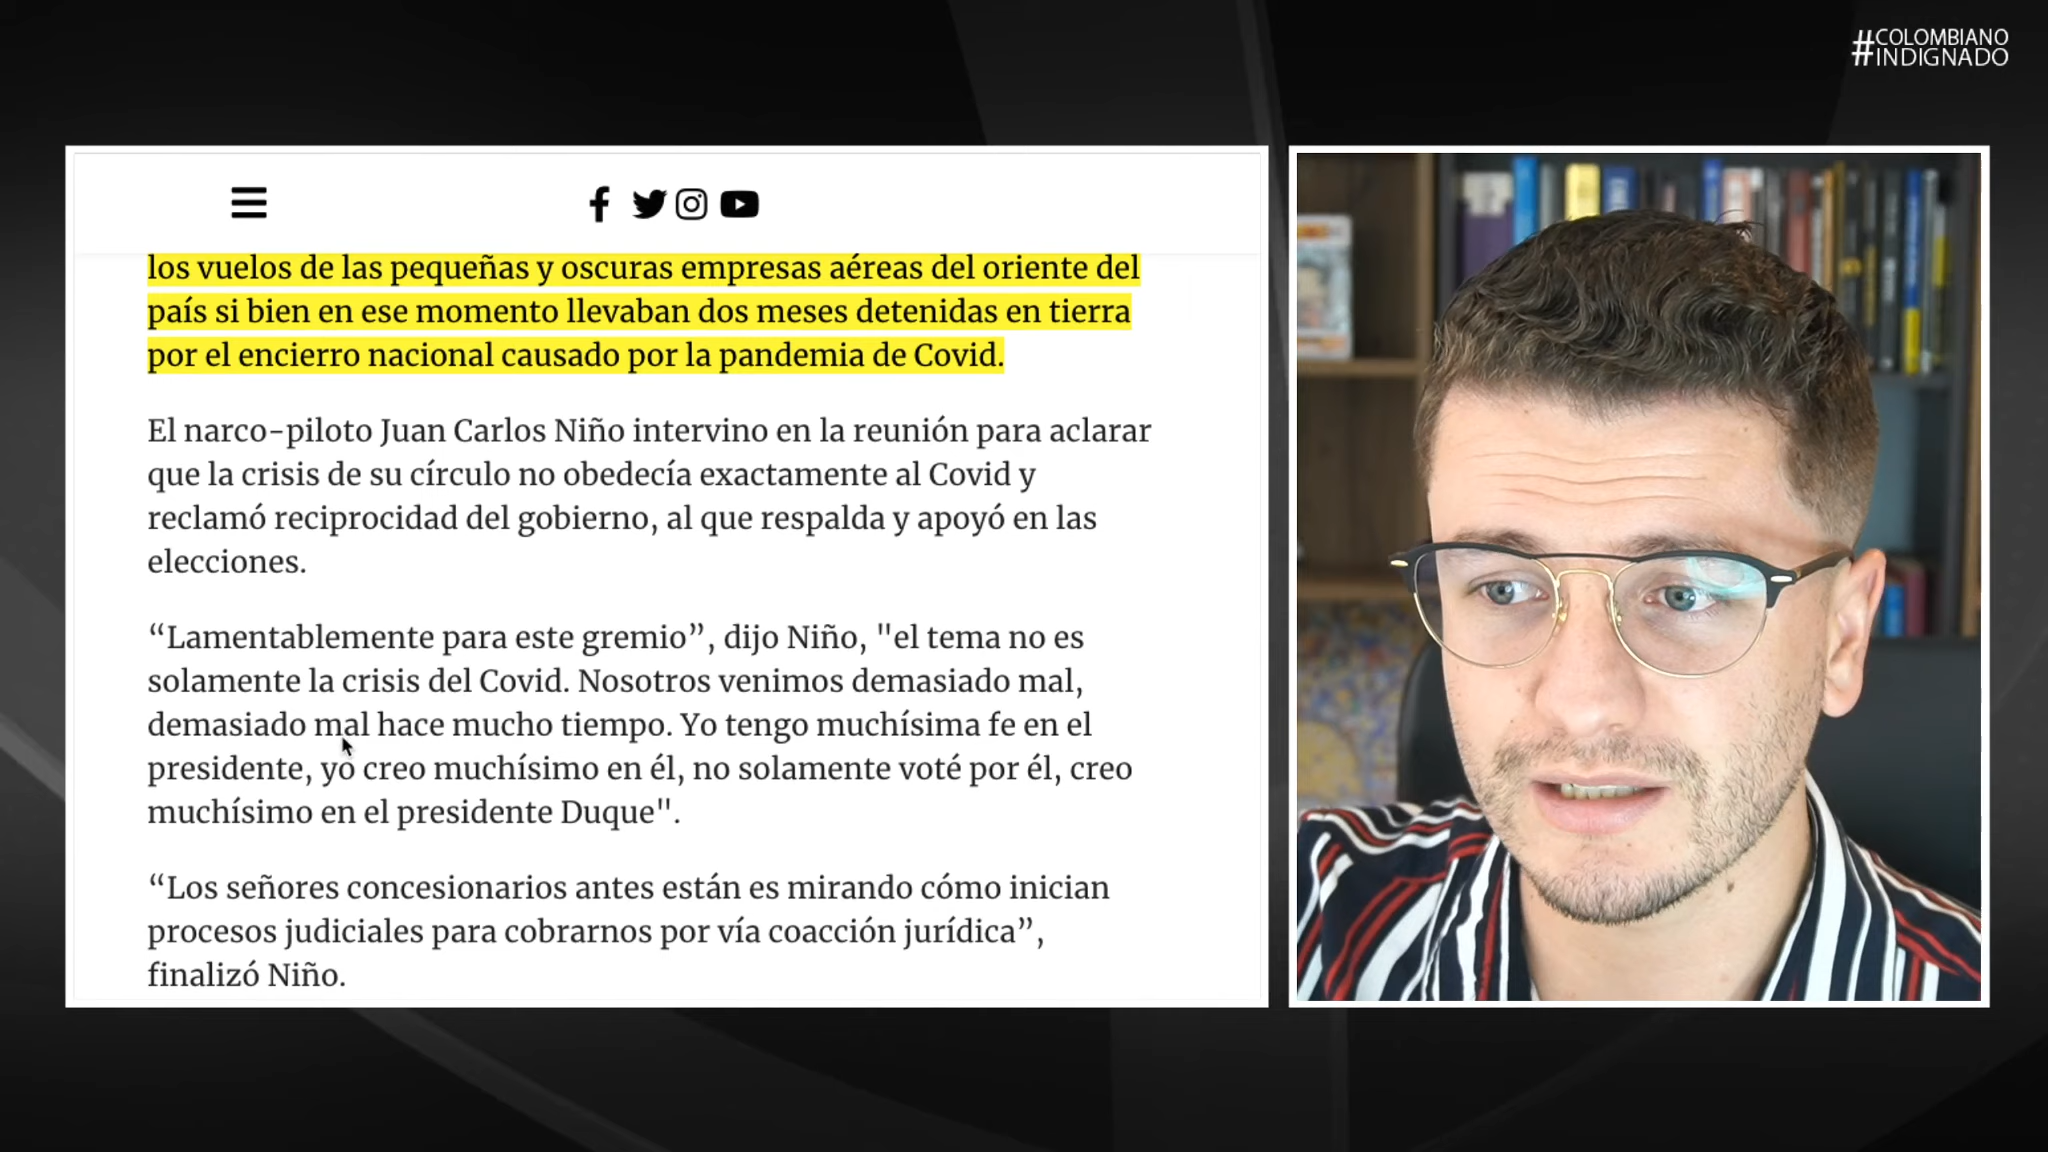 #COLOMBIANO
INDIGNADO
los vuelos de las pequeñas y oscuras empresas aéreas del oriente del
país si bien en ese momento llevaban dos meses detenidas en tierra
por el encierro nacional causado por la pandemia de Covid.
El narco-piloto Juan Carlos Niño intervino en la reunión para aclarar
que la crisis de su círculo no obedecía exactamente al Covid y
reclamó reciprocidad del gobierno, al que respalda y apoyó en las
elecciones.
“Lamentablemente para este gremio”, dijo Niño, "el tema no es
solamente la crisis del Covid. Nosotros venimos demasiado mal,
demasiado mal hace mucho tiempo. Yo tengo muchísima fe en el
presidente, yo creo muchísimo en él, no solamente voté por él, creo
muchísimo en el presidente Duque".
“Los señores concesionarios antes están es mirando cómo inician
procesos judiciales para cobrarnos por vía coacción jurídica”,
finalizó Niño.